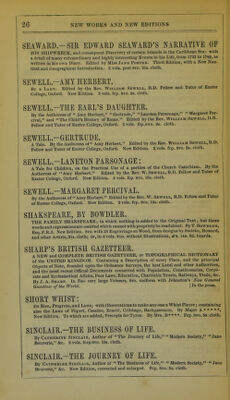 26 NEW WORKS AND NEW EDITIONS
SEAWARD.—SIR EDWARD SEAWARD'S NARRATIVE OF
HIS SHIPWRECK, and consequent Discovery of certain Islands in the Caribbean Sea: with
a detail of many extraordinary and highly interesting Events in his Life, from 1733 to 1749, as
written in his own Diary. Edited by Miss JANE PORTER. Third Edition, with a New Nau-
tical and Geographical Introduction. 2 vols. post 8vo. 21s. cloth.
SEWELL.—AMY HERBERT.
By a LADY. Edited by the Rev. WILLIAM SEWELL, B.D. Fellow and Tutor of Exeter
College, Oxford. New Edition. 2 vols. fcp. 8vo. 9s. cloth.
SEWELL.—THE EARL'S DAUGHTER.
By the Authoress of "Amy Herbert," "Gertrude," "Laneton Parsonage," "Margaret Per-
cival," and "The Child's History of Rome." Edited by the Rev. WILLIAM SEWELL, B.D.
Fellow and Tutor of Exeter College, Oxford. 2 vols. fcp. 8vo. 9s. cloth.
SEWELL.—GERTRUDE.
A Tale. By the Authoress of "Amy Herbert." Edited by the Rev. WILLIAM SEWELL, B.D.
Fellow and Tutor of Exeter College, Oxford. New Edition. 2 vols. fcp. 8vo. 9s. cloth.
SEWELL.—LANETON PARSONAGE:
A Tale for Children, on the Practical Use of a portion of the Church Catechism. By the
Authoress of "Amy Herbert." Edited by the Rev. W. SEWELL, B.D. Fellow and Tutor of Exeter
College, Oxford. New Edition. 3 vols. fcp. 8vo. 16s. cloth.
SEWELL.—MARGARET PERCIVAL.
By the Authoress of "Amy Herbert." Edited by the Rev. W. SEWELL, B.D. Fellow and Tutor of
Exeter College, Oxford. New Edition. 2 vols. fcp. 8vo. 12s. cloth.
SHAKSPEARE, BY BOWDLER.
THE FAMILY SHAKSPEARE; in which nothing is added to the Original Text; but those
words and expressions are omitted which cannot with propriety be read aloud. By T. BOWDLER,
Esq. F.R.S. New Edition. 8vo. with 36 Engravings on Wood, from designs by Smirke, Howard,
and other Artists, 21s. cloth; or, in 8 vols. 8vo. without Illustrations, £4. 14s. 6d. boards.
SHARP'S BRITISH GAZETTEER.
A NEW and COMPLETE BRITISH GAZETTEER, or TOPOGRAPHICAL DICTIONARY
of the UNITED KINGDOM. Containing a Description of every Place, and the principal
Objects of Note, founded upon the Ordnance Surveys, the best Local and other Authorities,
and the most recent Official Documents connected with Population, Constituencies, Corpo-
rate and Ecclesiastical Affairs, Poor Laws, Education, Charitable Trusts, Railways, Trade, &c.
By J. A. SHARP. In Two very large Volumes, 8vo. uniform with Johnston's New General
Gazetteer of the World. [In the press.
SHORT WHIST:
Its Rise, Progress, and Laws; with Observations to make any one a Whist Player; containing
also the Laws of Piquet, Cassino, Ecarté, Cribbage, Backgammon. By Major A*****.
New Edition. To which are added, Precepts for Tyros. By Mrs. B****. Fcp. 8vo. 3s. cloth.
SINCLAIR.—THE BUSINESS OF LIFE.
By CATHERINE SINCLAIR, Author of "The Journey of Life," "Modern Society," "Jane
Bouverie," &c. 2 vols. fcap. 8vo. 10s. cloth.
SINCLAIR.—THE JOURNEY OF LIFE.
By CATHERINE SINCLAIR, Author of "The Business of Life," "Modern Society," "Jane
Bouverie," &c. New Edition, corrected and enlarged. Fcp. 8vo. 5s. cloth.